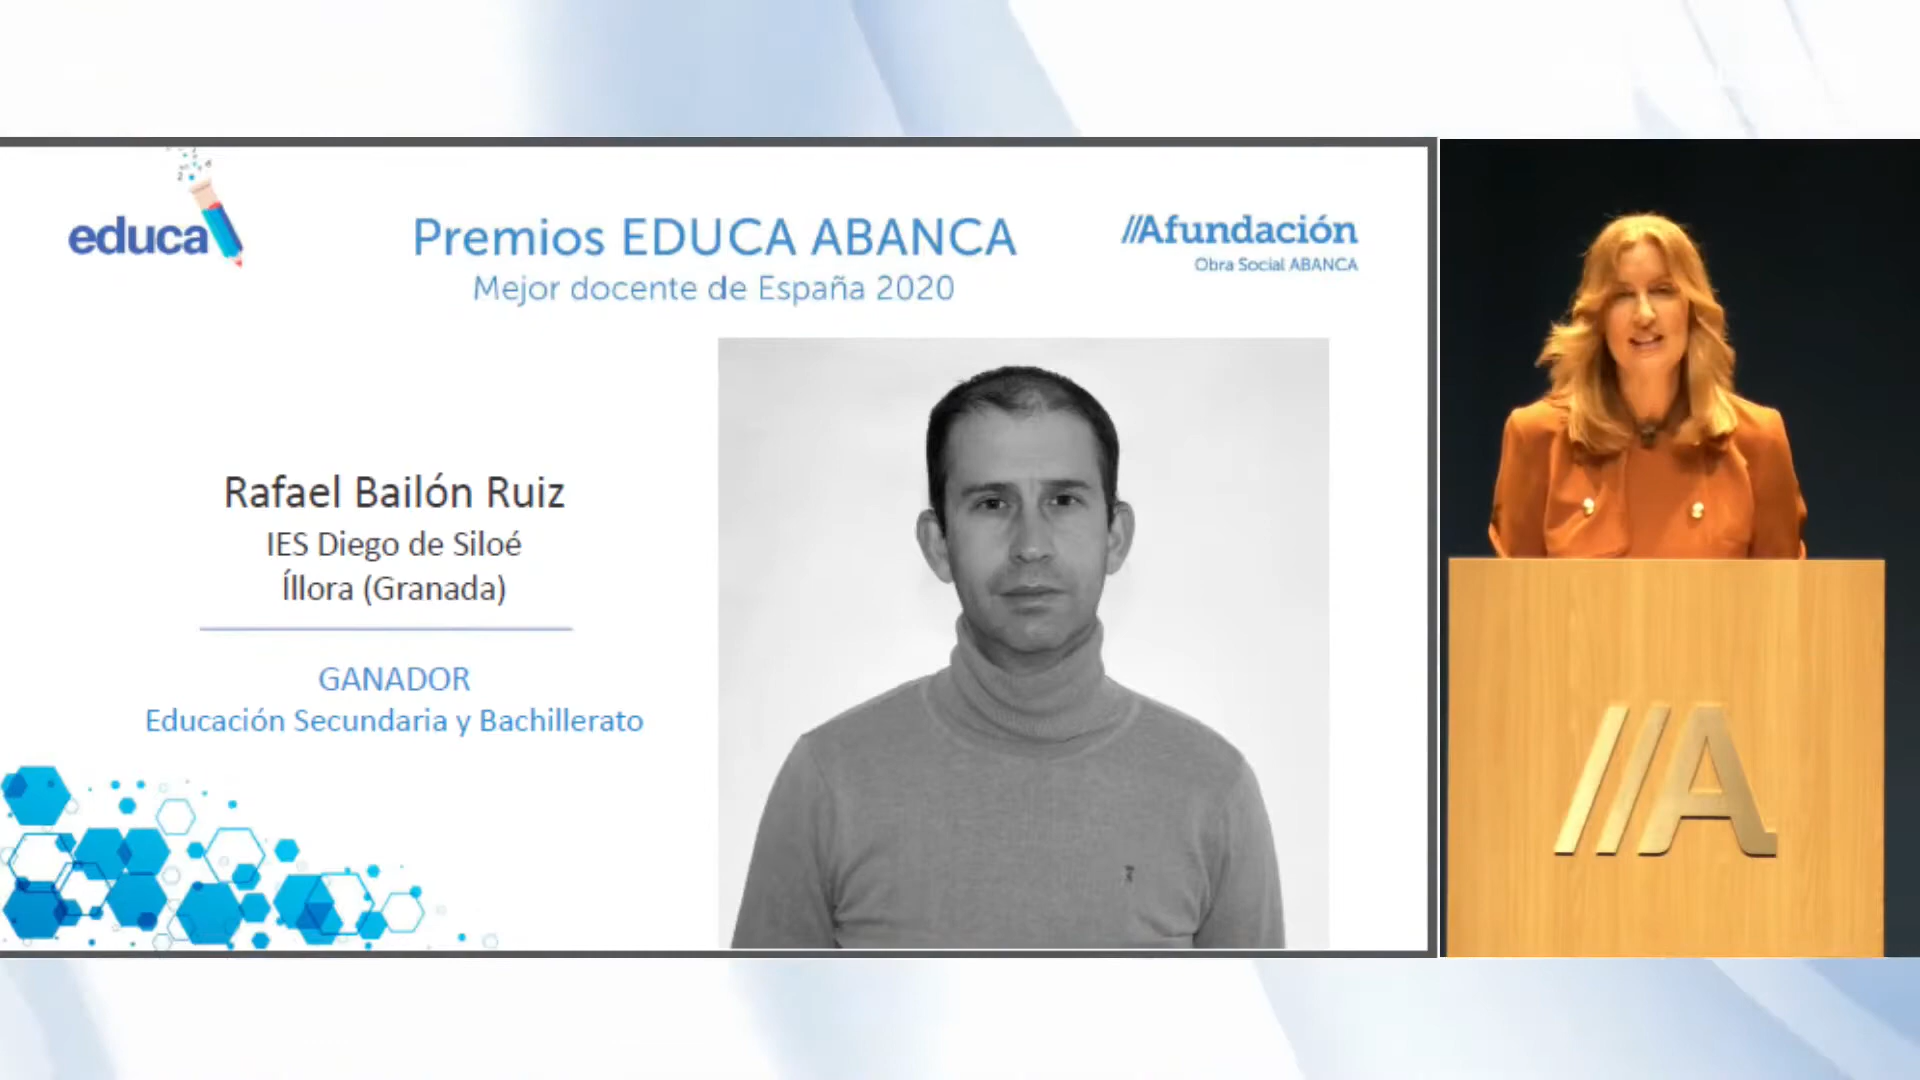 educa
Premios EDUCA ABANCA
Mejor docente de España 2020
//Afundación
Obra Social ABANCA
Rafael Bailón Ruiz
IES Diego de Siloé
Íllora (Granada)
GANADOR
Educación Secundaria y Bachillerato
//A